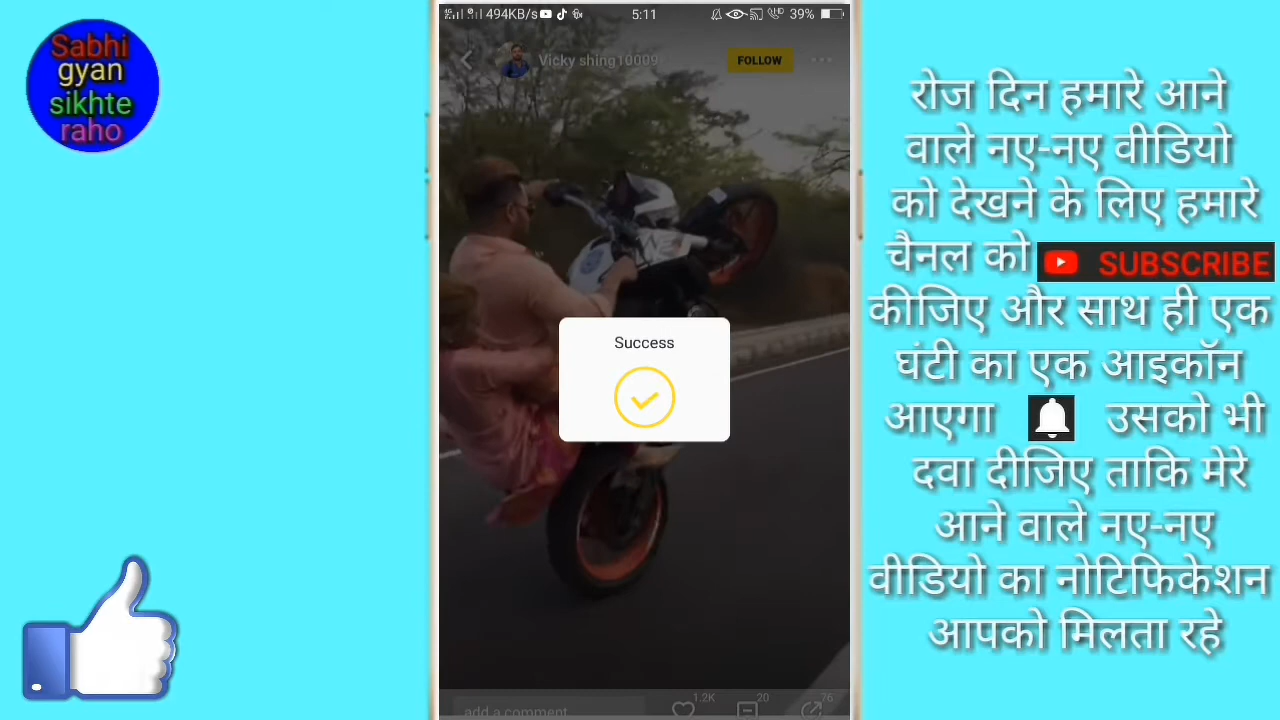 Sabhi
gyan
sikhte
raho
494KB/s 5:11 39%
Vicky shing10009
FOLLOW
Success
1.2K 20 76
add a comment
रोज दिन हमारे आने
वाले नए-नए वीडियो
को देखने के लिए हमारे
चैनल को SUBSCRIBE
कीजिए और साथ ही एक
घंटी का एक आइकॉन
आएगा उसको भी
दवा दीजिए ताकि मेरे
आने वाले नए-नए
वीडियो का नोटिफिकेशन
आपको मिलता रहे